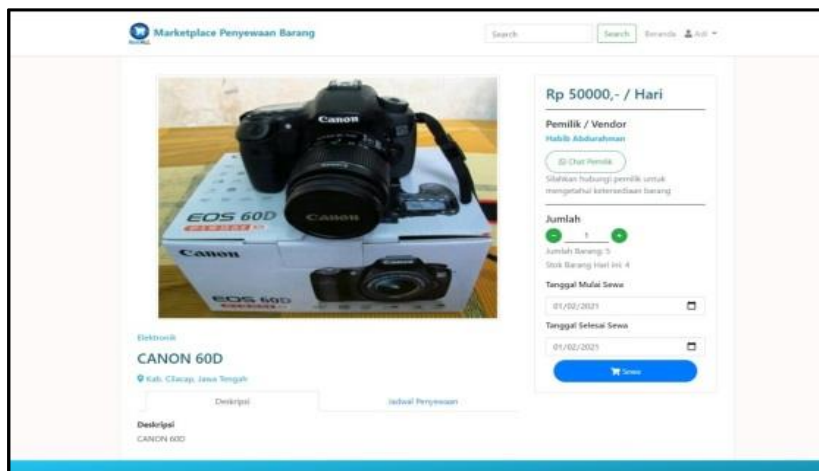 Marketplace Penyewaan Barang
Search
Search
Beranda
Adi
Canon
CANON
EOS 60D
Canon
EOS 60D
Rp 50000,- / Hari
Pemilik / Vendor
Habib Abdurahman
Chat Pemilik
Silahkan hubungi pemilik untuk
mengetahui ketersediaan barang
Jumlah
1
Jumlah Barang: 5
Stok Barang Hari ini: 4
Tanggal Mulai Sewa
01/02/2021
Tanggal Selesai Sewa
01/02/2021
Sewa
Elektronik
CANON 60D
Kab. Cilacap, Jawa Tengah
Deskripsi
Jadwal Penyewaan
Deskripsi
CANON 60D